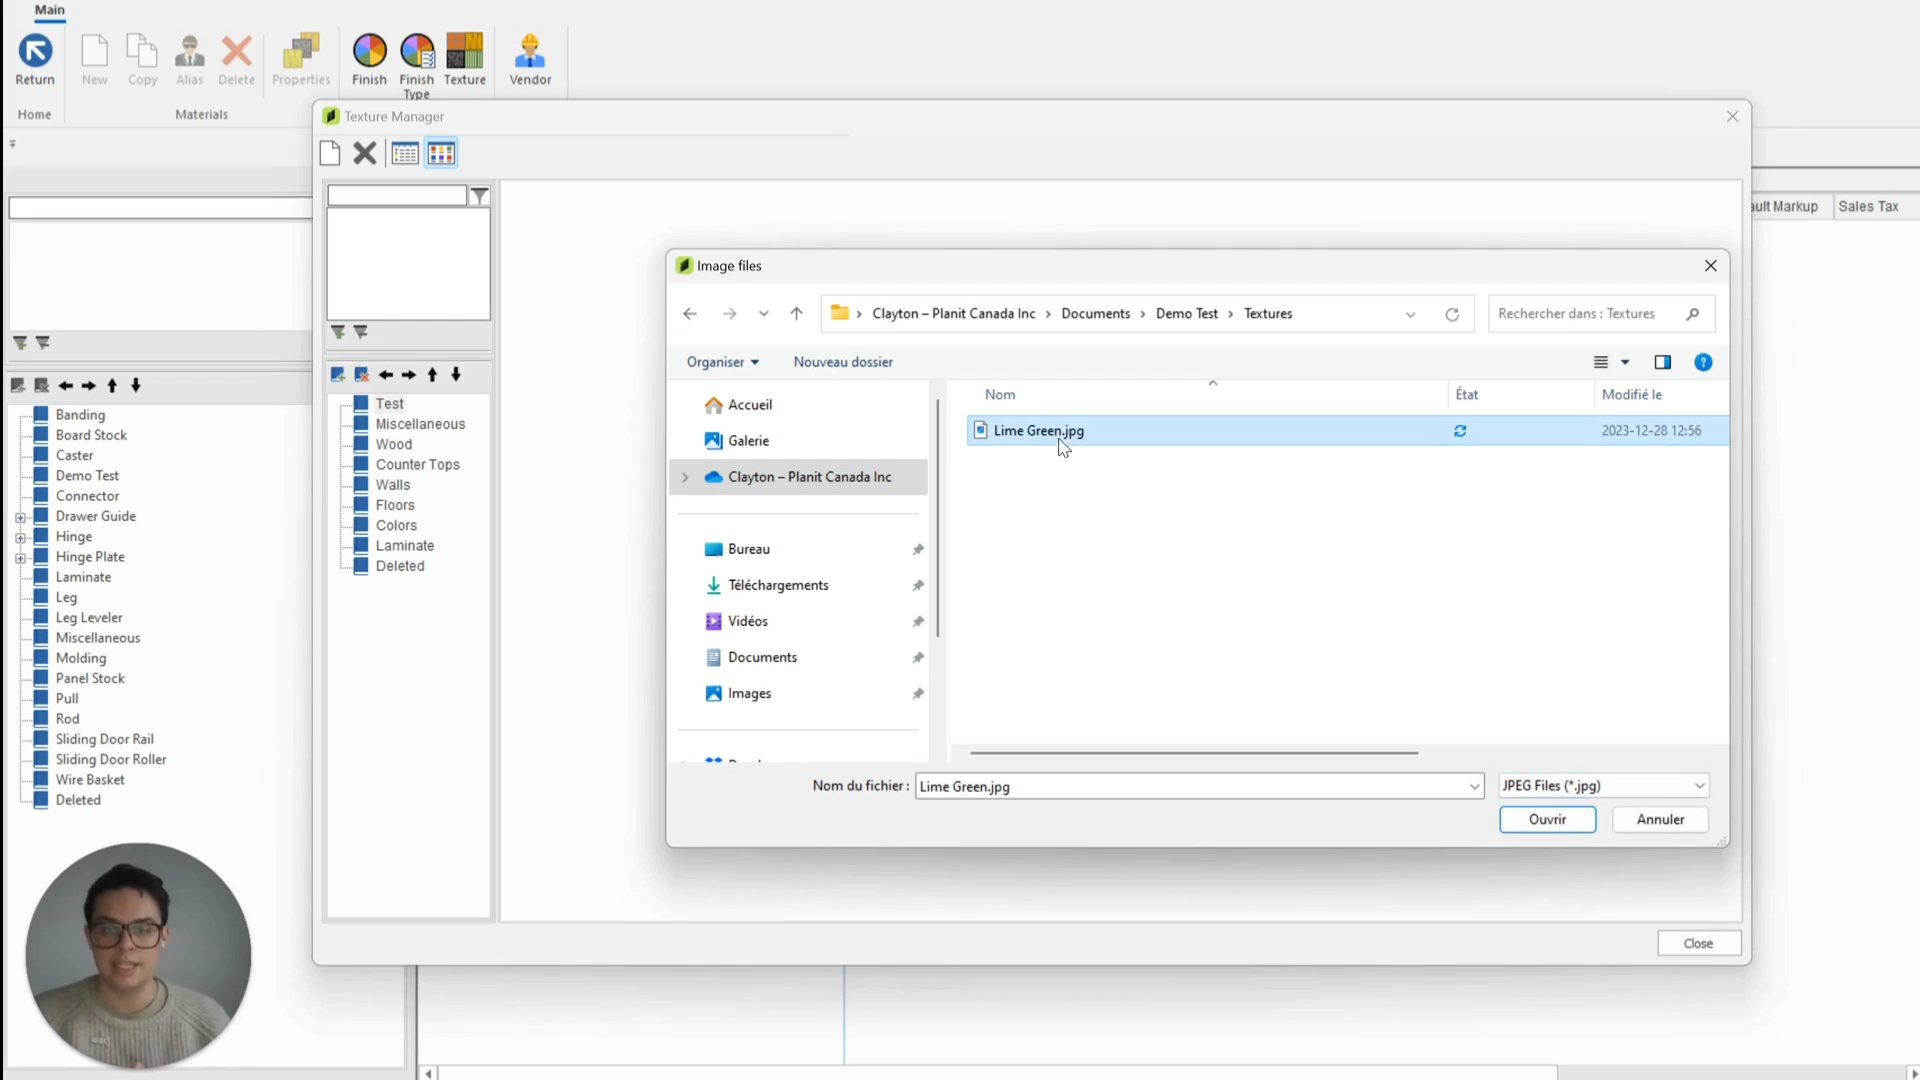 Main
Return
New
Copy
Alias
Delete
Properties
Finish
Finish
Type
Texture
Vendor
Home
Materials
Texture Manager
ault Markup
Sales Tax
Image files
Clayton – Planit Canada Inc
Documents
Demo Test
Textures
Rechercher dans : Textures
Organiser
Nouveau dossier
Nom
État
Modifié le
Accueil
Lime Green.jpg
2023-12-28 12:56
Galerie
Clayton – Planit Canada Inc
Bureau
Téléchargements
Vidéos
Documents
Images
Nom du fichier :
Lime Green.jpg
JPEG Files (*.jpg)
Ouvrir
Annuler
Test
Miscellaneous
Wood
Counter Tops
Walls
Floors
Colors
Laminate
Deleted
Close
Banding
Board Stock
Caster
Demo Test
Connector
Drawer Guide
Hinge
Hinge Plate
Laminate
Leg
Leg Leveler
Miscellaneous
Molding
Panel Stock
Pull
Rod
Sliding Door Rail
Sliding Door Roller
Wire Basket
Deleted